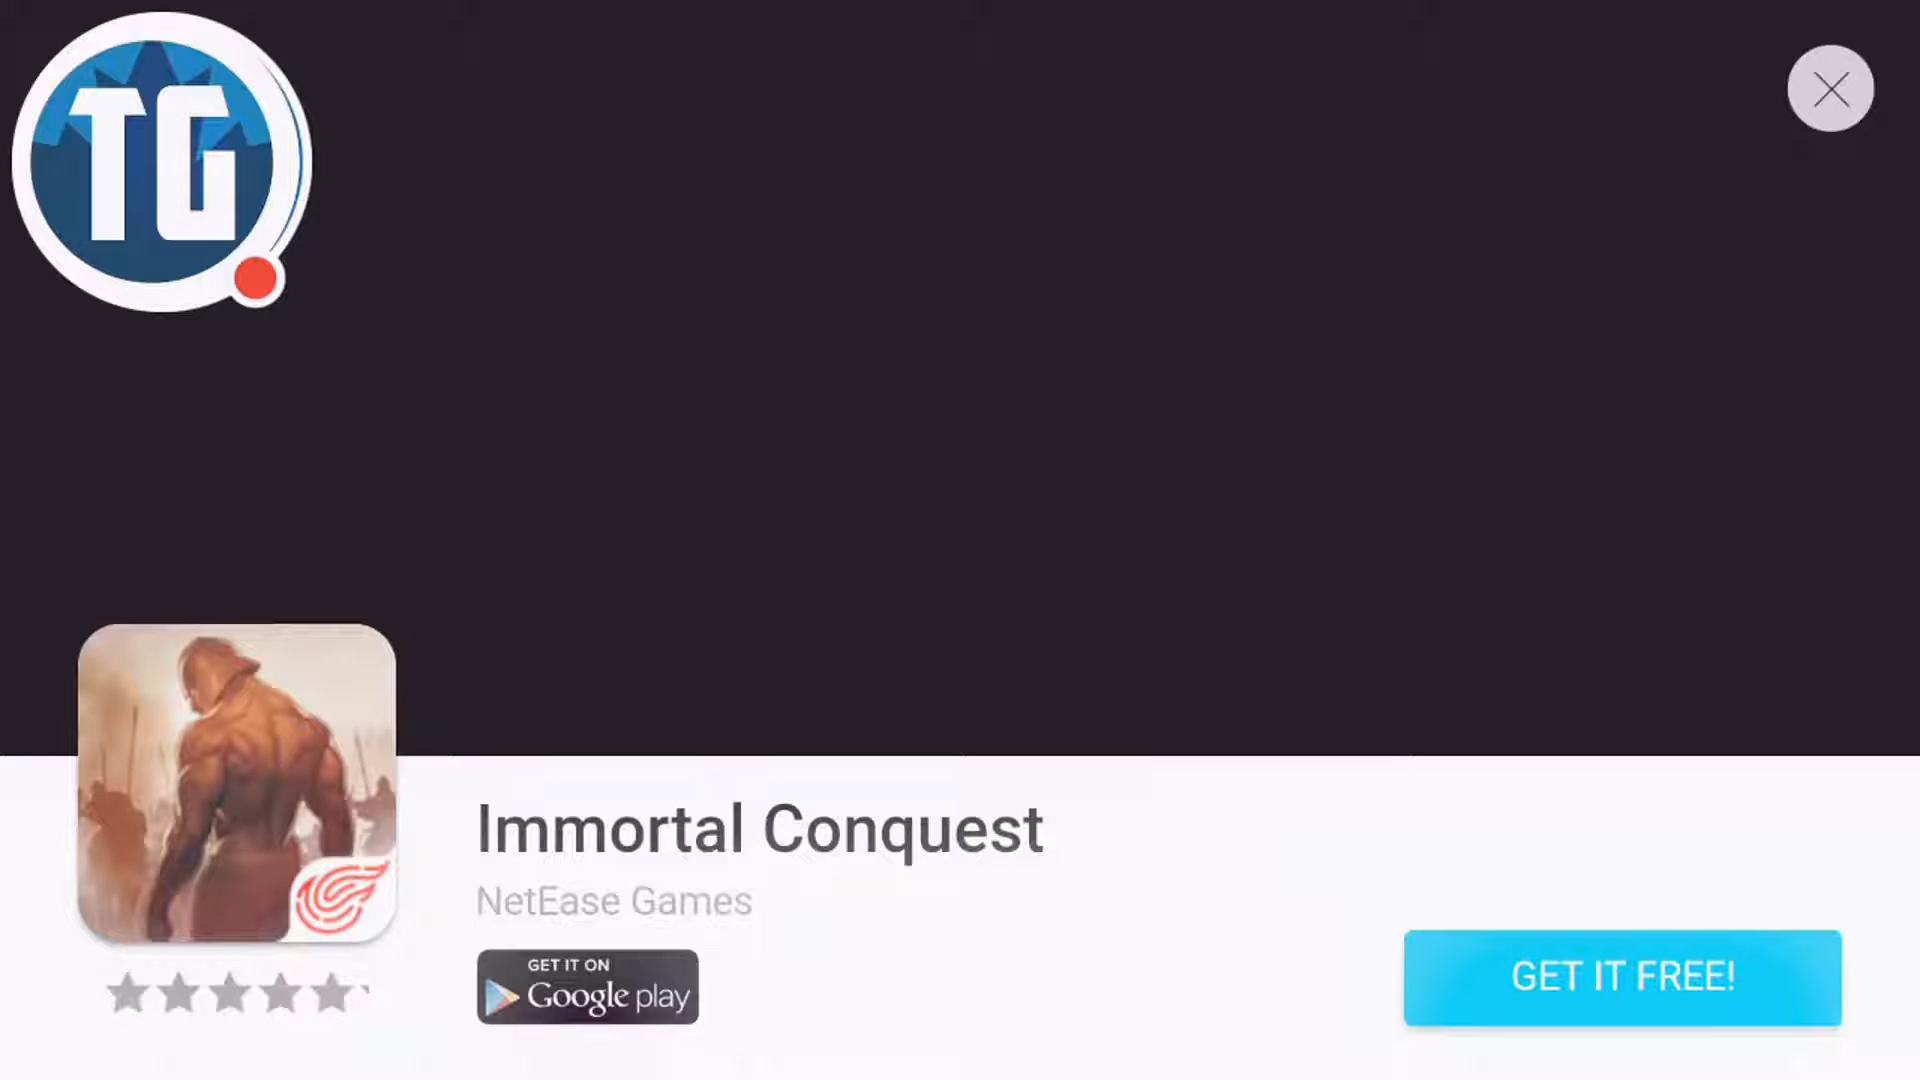 TG
Immortal Conquest
NetEase Games
GET IT ON
Google play
GET IT FREE!